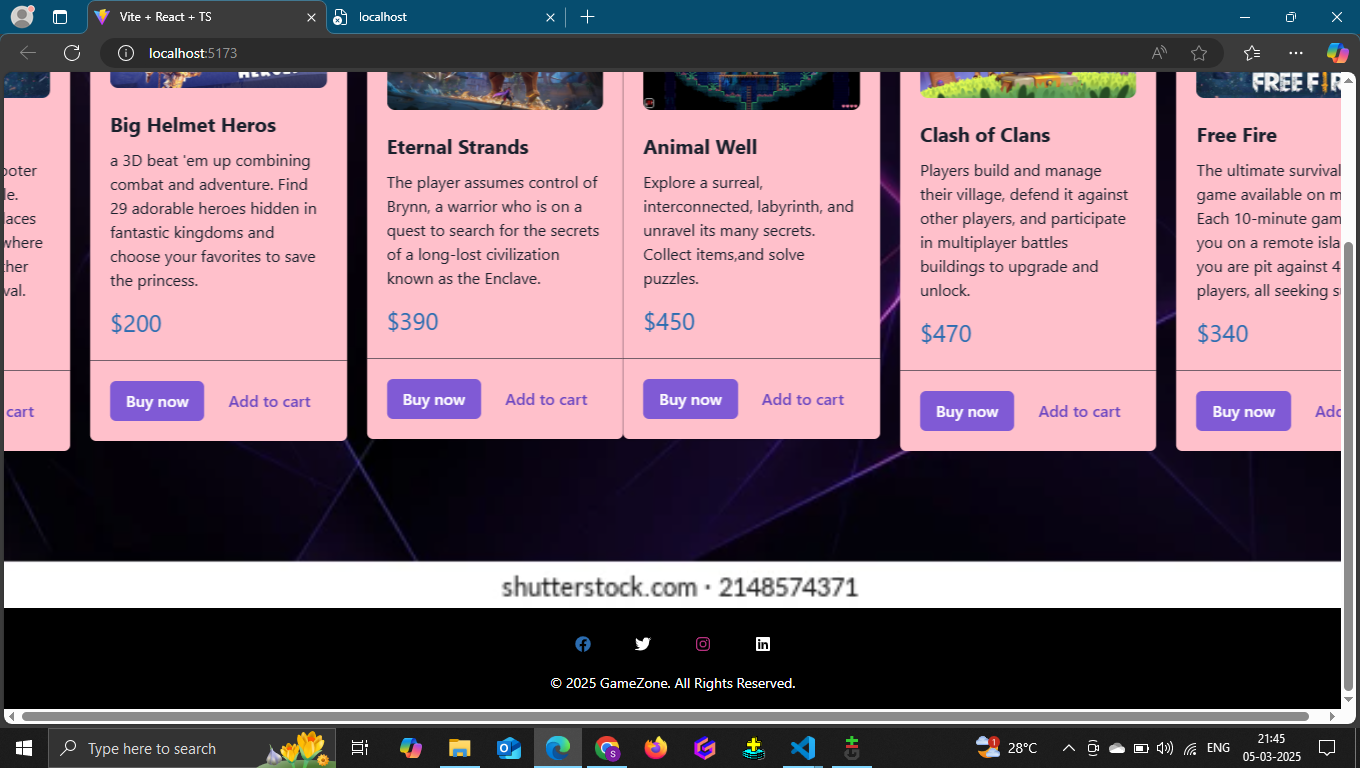 Vite + React + TS
localhost
localhost:5173
HEROES
FREE FIR
ooter
le.
laces
where
ther
val.
cart
Big Helmet Heros
a 3D beat 'em up combining
combat and adventure. Find
29 adorable heroes hidden in
fantastic kingdoms and
choose your favorites to save
the princess.
$200
Buy now
Add to cart
Eternal Strands
The player assumes control of
Brynn, a warrior who is on a
quest to search for the secrets
of a long-lost civilization
known as the Enclave.
$390
Buy now
Add to cart
Animal Well
Explore a surreal,
interconnected, labyrinth, and
unravel its many secrets.
Collect items,and solve
puzzles.
$450
Buy now
Add to cart
Clash of Clans
Players build and manage
their village, defend it against
other players, and participate
in multiplayer battles
buildings to upgrade and
unlock.
$470
Buy now
Add to cart
Free Fire
The ultimate survival
game available on m
Each 10-minute gam
you on a remote isla
you are pit against 4
players, all seeking s
$340
Buy now
Add
shutterstock.com · 2148574371
© 2025 GameZone. All Rights Reserved.
Type here to search
28°C
ENG
21:45
05-03-2025